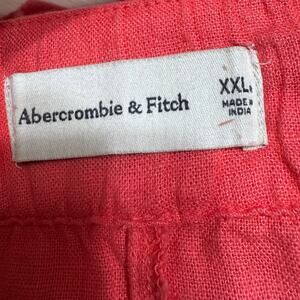 Abercrombie & Fitch
XXL
MADE IN
INDIA